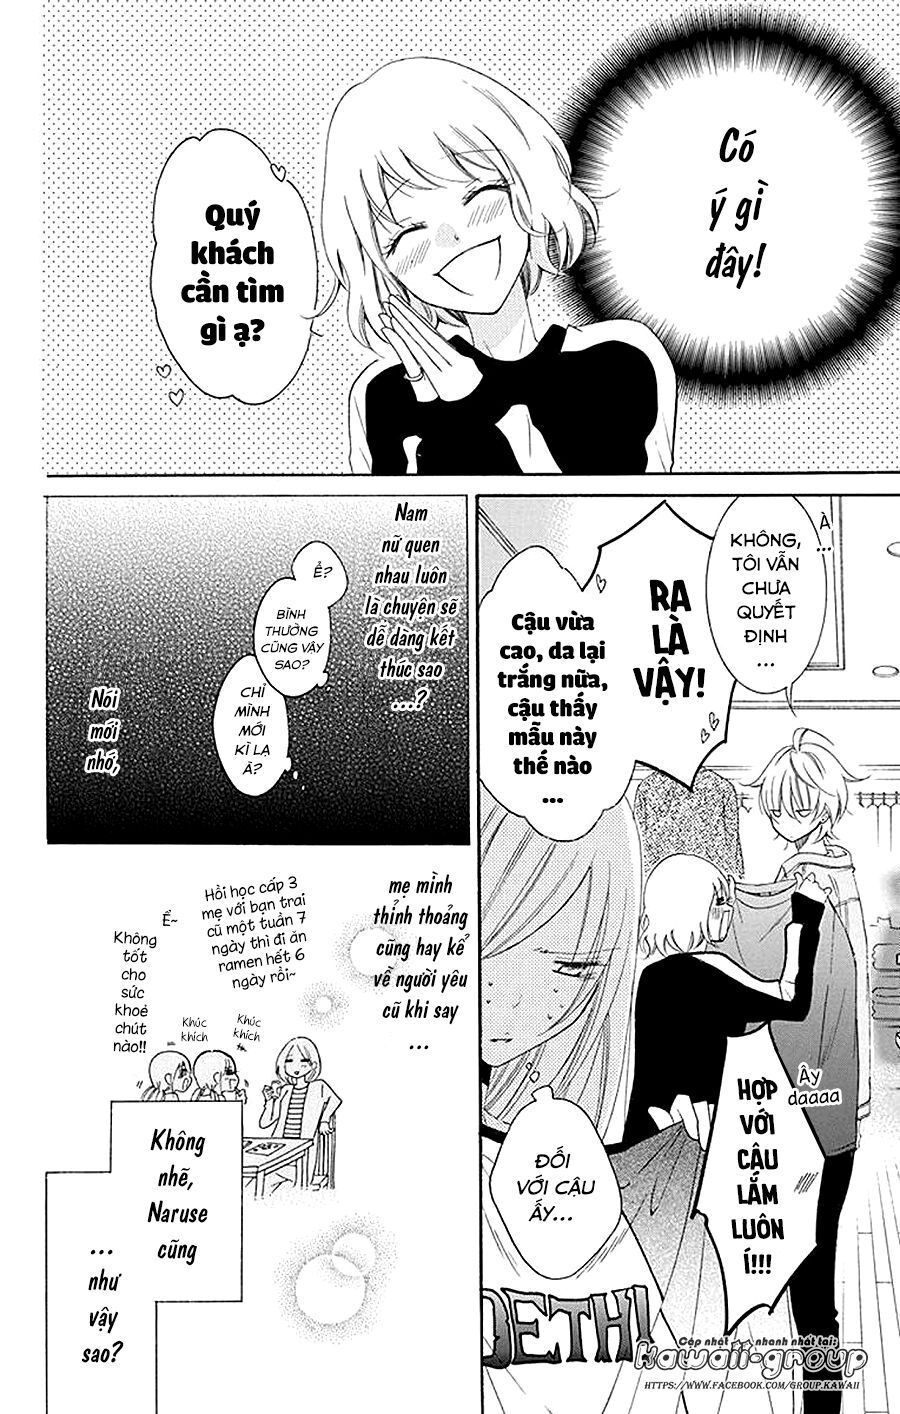 Có
ý gì
đây!
Quý
khách
cần tìm
gì ạ?
À
...
KHÔNG,
TÔI VẪN
CHƯA
QUYẾT
ĐỊNH
...
RA
LÀ
VẬY!
Cậu vừa
cao, da lại
trắng nữa,
cậu thấy
mẫu này
thế nào
...
Ây
daaaa
HỢP
VỚI
CẬU
LẮM
LUÔN
Í!!!
ĐỐI
VỚI CẬU
ẤY...
DETHI
Nam
nữ quen
nhau luôn
là chuyện sẽ
dễ dàng kết
thúc sao
...?
Ể?
BÌNH
THƯỜNG
CŨNG VẬY
SAO?
CHỈ
MÌNH
MỚI
KÌ LẠ
À?
Nói
mới
nhớ,
mẹ mình
thỉnh thoảng
cũng hay kể
về người yêu
cũ khi say
...
Hồi học cấp 3
mẹ với bạn trai
cũ một tuần 7
ngày thì đi ăn
ramen hết 6
ngày rồi~
Ể~
Không
tốt
cho
sức
khoẻ
chút
nào!!
Khúc
khích
Khúc
khích
Không
nhẽ,
Naruse
cũng
...
như
vậy
sao?
Cập nhật nhanh nhất tại:
kawaii-group
HTTPS://WWW.FACEBOOK.COM/GROUP.KAWAII